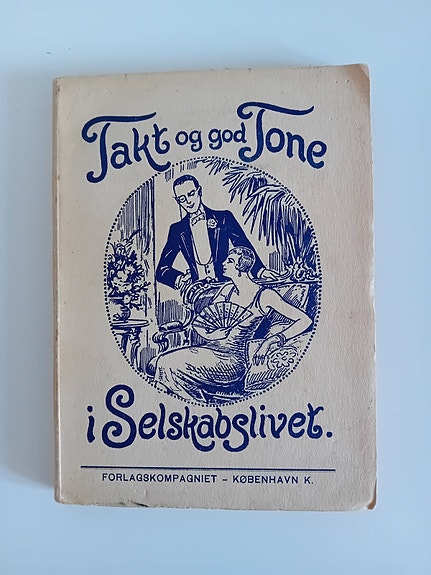 Takt og god Tone
i Selskabslivet.
FORLAGSKOMPAGNIET – KØBENHAVN K.